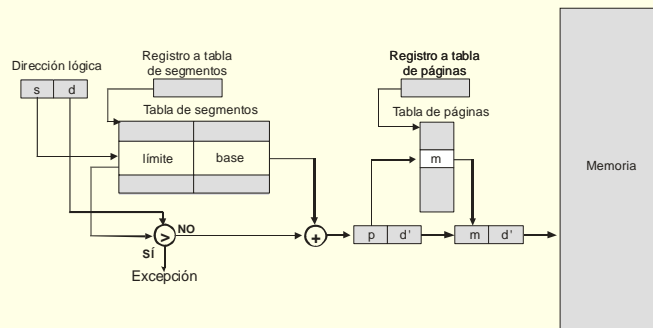 Dirección lógica
s d
Registro a tabla
de segmentos
Tabla de segmentos
límite base
>
NO
SÍ
Excepción
+
Registro a tabla
de páginas
Tabla de páginas
m
p d'
m d'
Memoria